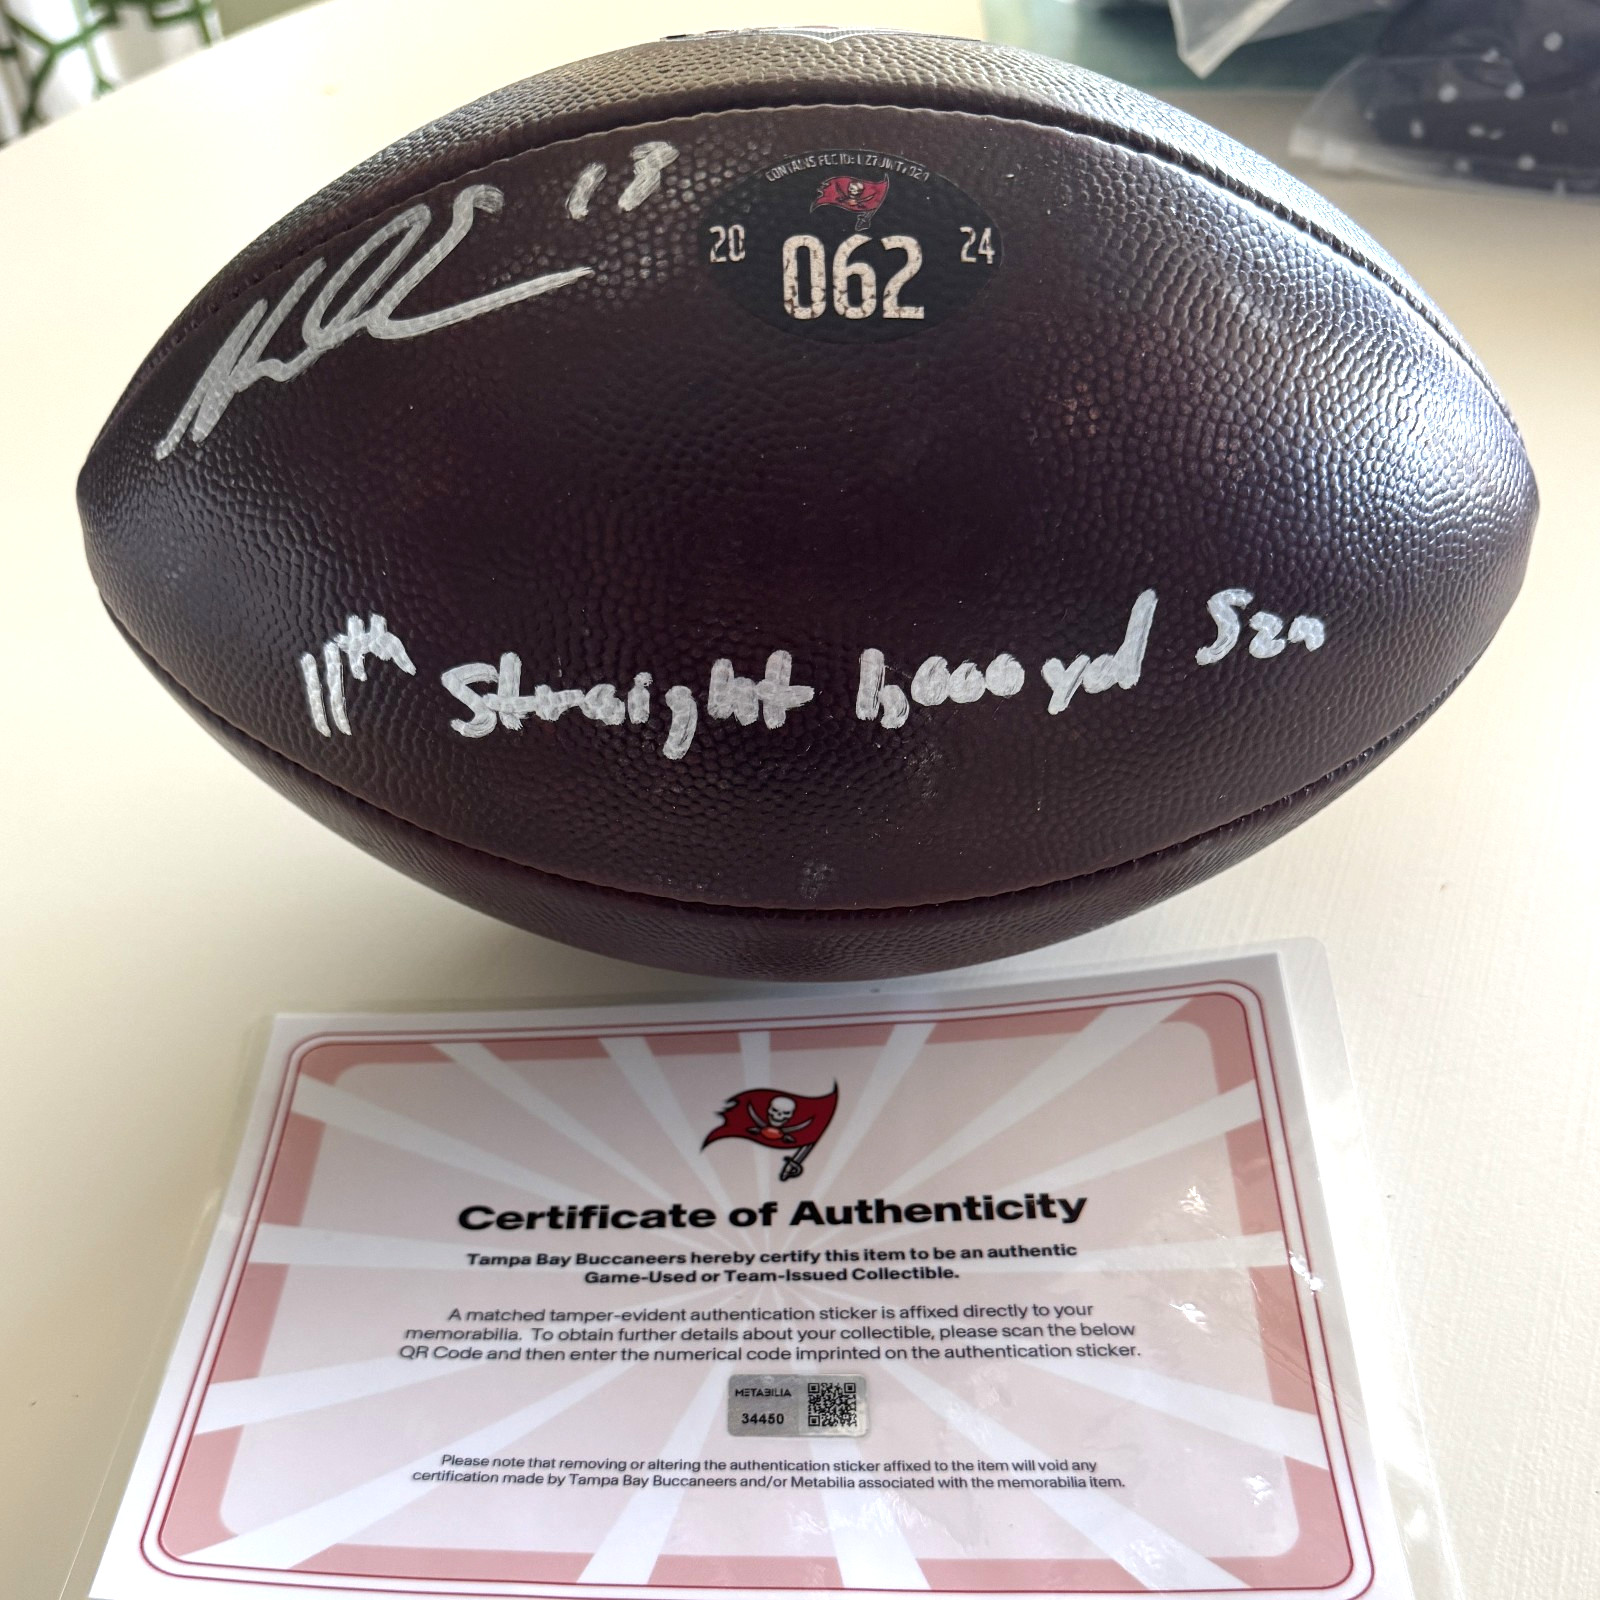 13
CONTAINS FCC ID:
20 062 24
11th Straight 1,000 yd Szn
Certificate of Authenticity
Tampa Bay Buccaneers hereby certify this item to be an authentic
Game-Used or Team-Issued Collectible.
A matched tamper-evident authentication sticker is affixed directly to your
memorabilia. To obtain further details about your collectible, please scan the below
QR Code and then enter the numerical code imprinted on the authentication sticker.
METABILIA
34450
Please note that removing or altering the authentication sticker affixed to the item will void any
certification made by Tampa Bay Buccaneers and/or Metabilia associated with the memorabilia item.